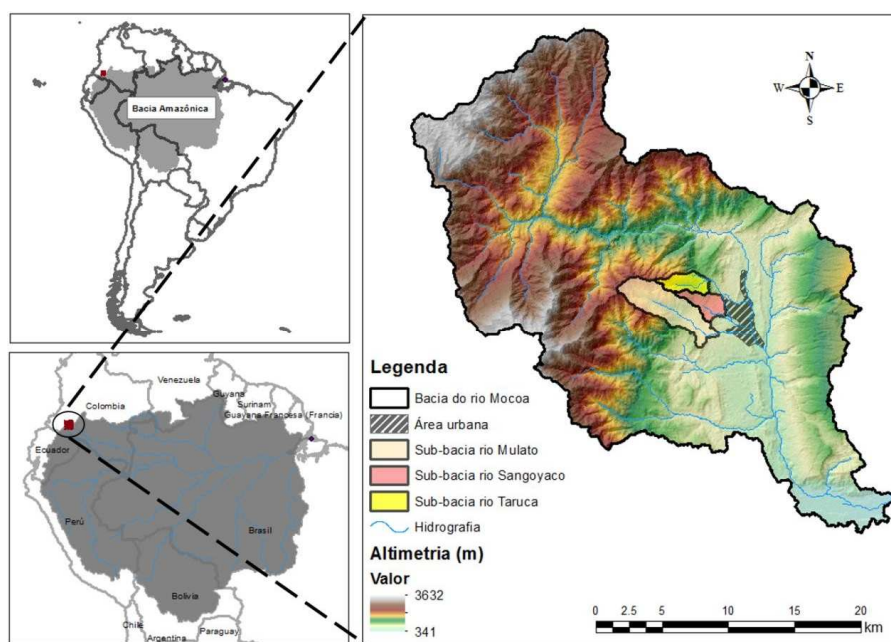 Bacia Amazónica
Venezuela
Guyana
Surinam
Guayana Francesa (Francia)
Colombia
Ecuador
Perú
Brasil
Bolivia
Chile
Paraguay
Argentina
N
W E
S
Legenda
Bacia do rio Mocoa
Área urbana
Sub-bacia rio Mulato
Sub-bacia rio Sangoyaco
Sub-bacia rio Taruca
Hidrografia
Altimetria (m)
Valor
3632
341
0 2.5 5 10 15 20
km